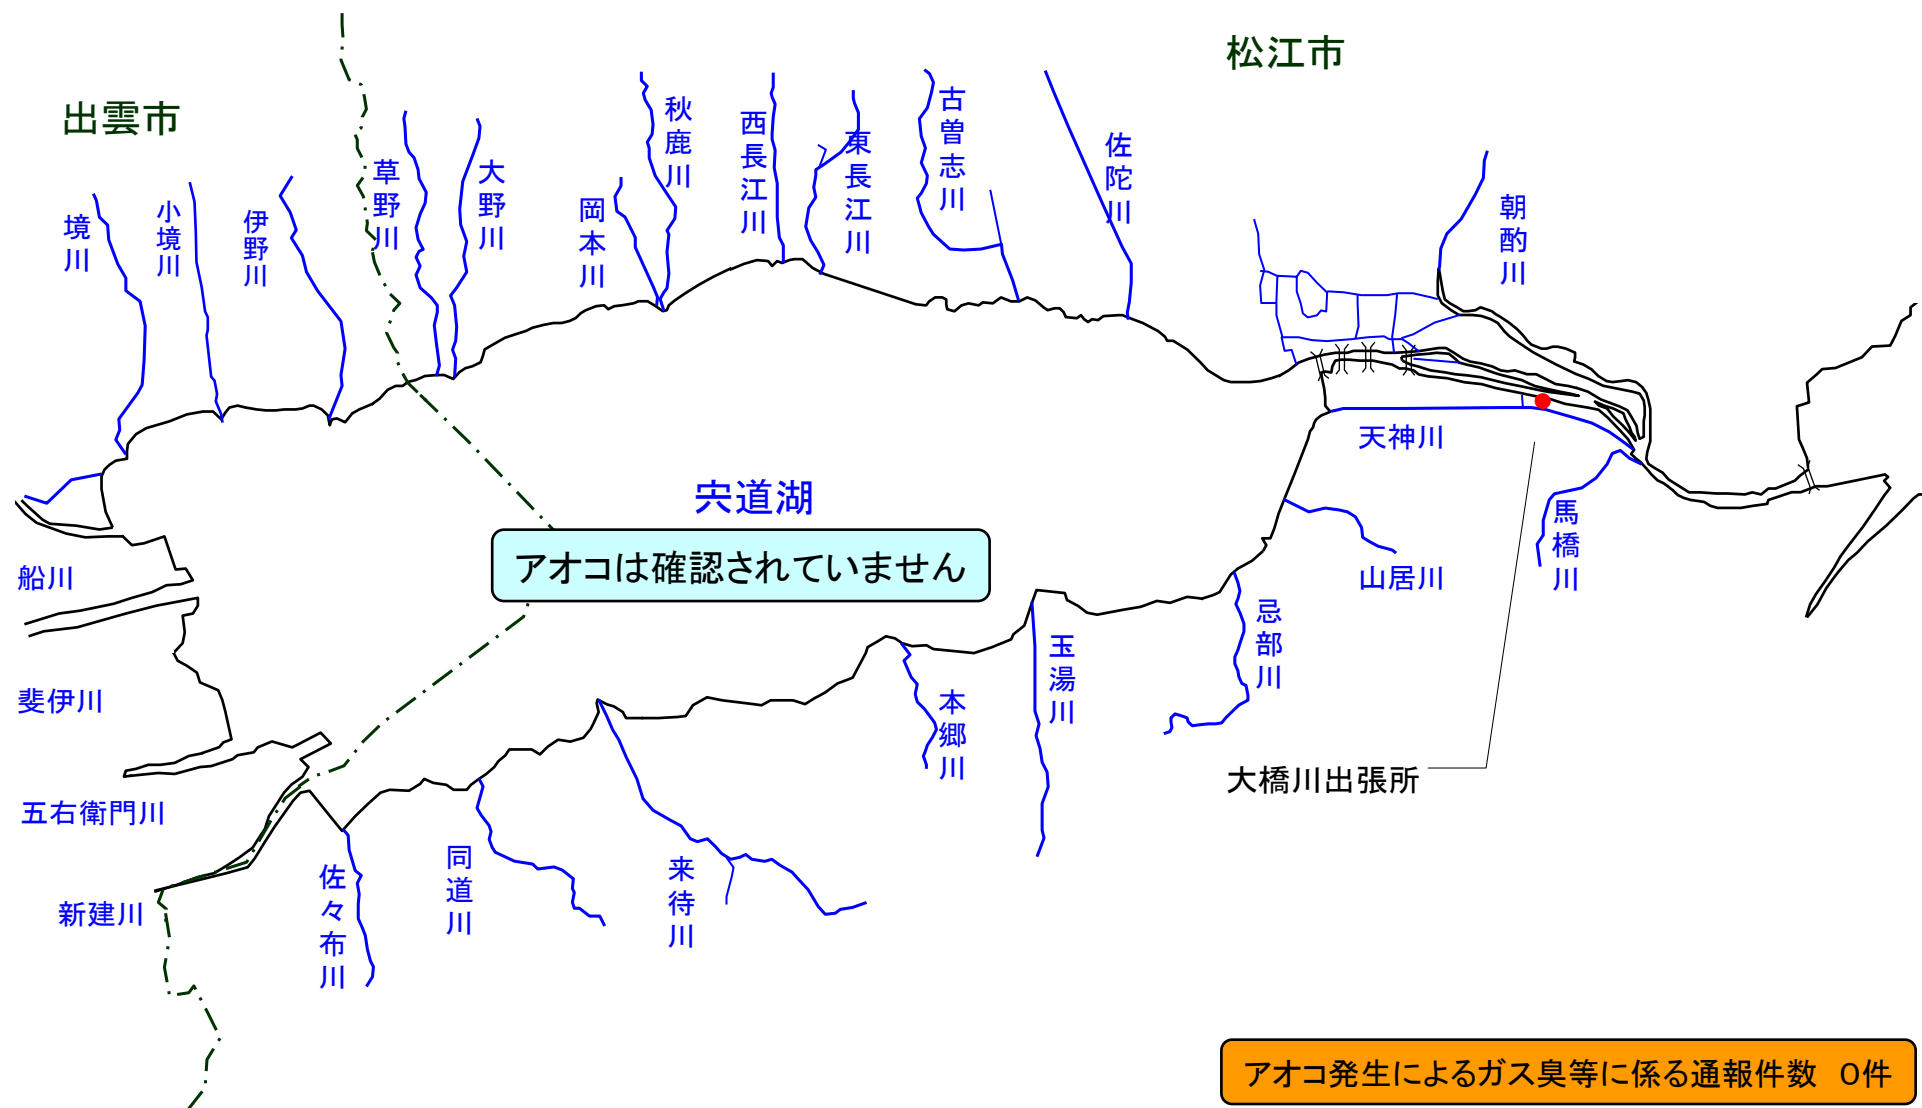 松江市
出雲市
境川
小境川
伊野川
草野川
大野川
岡本川
秋鹿川
西長江川
東長江川
古曽志川
佐陀川
朝酌川
天神川
宍道湖
アオコは確認されていません
馬橋川
山居川
船川
忌部川
玉湯川
斐伊川
本郷川
大橋川出張所
五右衛門川
同道川
来待川
佐々布川
新建川
アオコ発生によるガス臭等に係る通報件数　0件